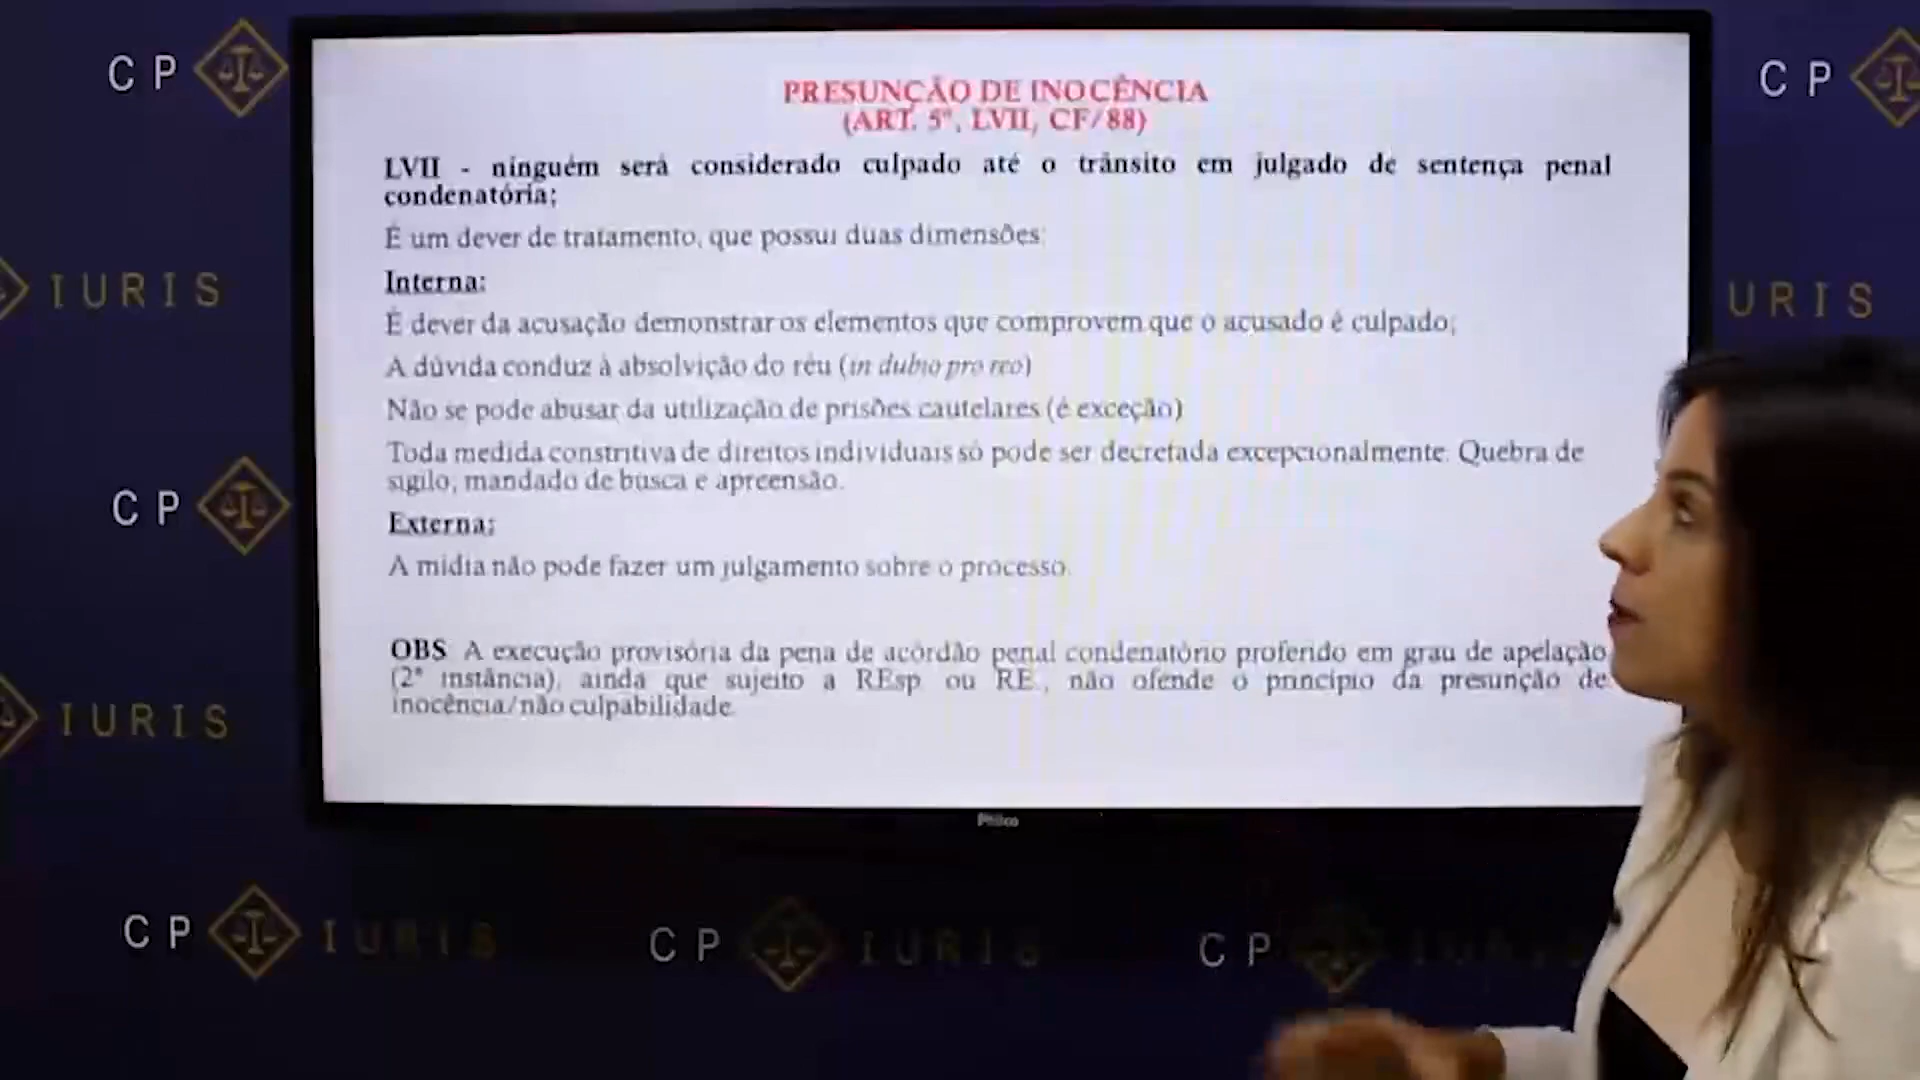 CP
CP
PRESUNÇÃO DE INOCÊNCIA
(ART. 5º, LVII, CF/88)
LVII - ninguém será considerado culpado até o trânsito em julgado de sentença penal
condenatória;
É um dever de tratamento, que possui duas dimensões:
Interna:
IURIS
URIS
É dever da acusação demonstrar os elementos que comprovem que o acusado é culpado;
A dúvida conduz à absolvição do réu (in dubio pro reo)
Não se pode abusar da utilização de prisões cautelares (é exceção)
Toda medida constritiva de direitos individuais só pode ser decretada excepcionalmente. Quebra de
sigilo, mandado de busca e apreensão.
CP
Externa:
A mídia não pode fazer um julgamento sobre o processo.
OBS. A execução provisória da pena de acórdão penal condenatório proferido em grau de apelação
(2ª instância), ainda que sujeito a REsp ou RE, não ofende o princípio da presunção de
inocência/não culpabilidade.
IURIS
Philco
CP IURIS
CP IURIS
CP IURIS